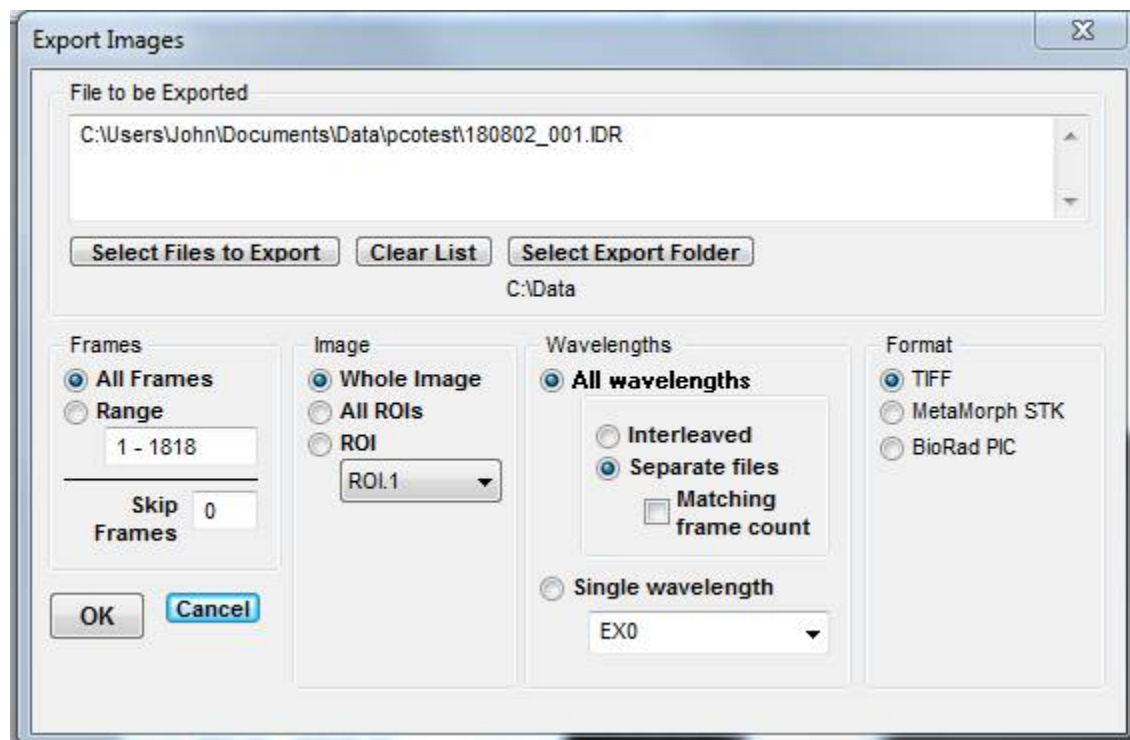 Export Images
File to be Exported
C:\Users\John\Documents\Data\pcotest\180802_001.IDR
Select Files to Export Clear List Select Export Folder
C:\Data
Frames
All Frames
Range
1 - 1818
Skip 0
Frames
OK Cancel
Image
Whole Image
All ROIs
ROI
ROI.1
Wavelengths
All wavelengths
Interleaved
Separate files
Matching
frame count
Single wavelength
EX0
Format
TIFF
MetaMorph STK
BioRad PIC